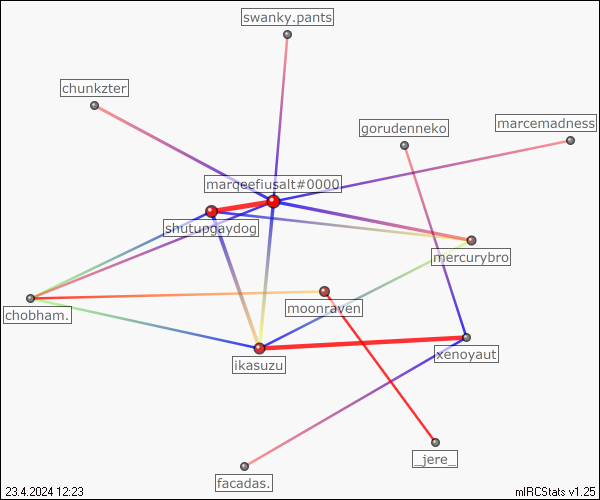 swanky.pants
chunkzter
marcemadness
gorudenneko
marqeefiusalt#0000
shutupgaydog
mercurybro
moonraven
chobham.
xenoyaut
ikasuzu
_jere_
facadas.
23.4.2024 12:23
mIRCStats v1.25